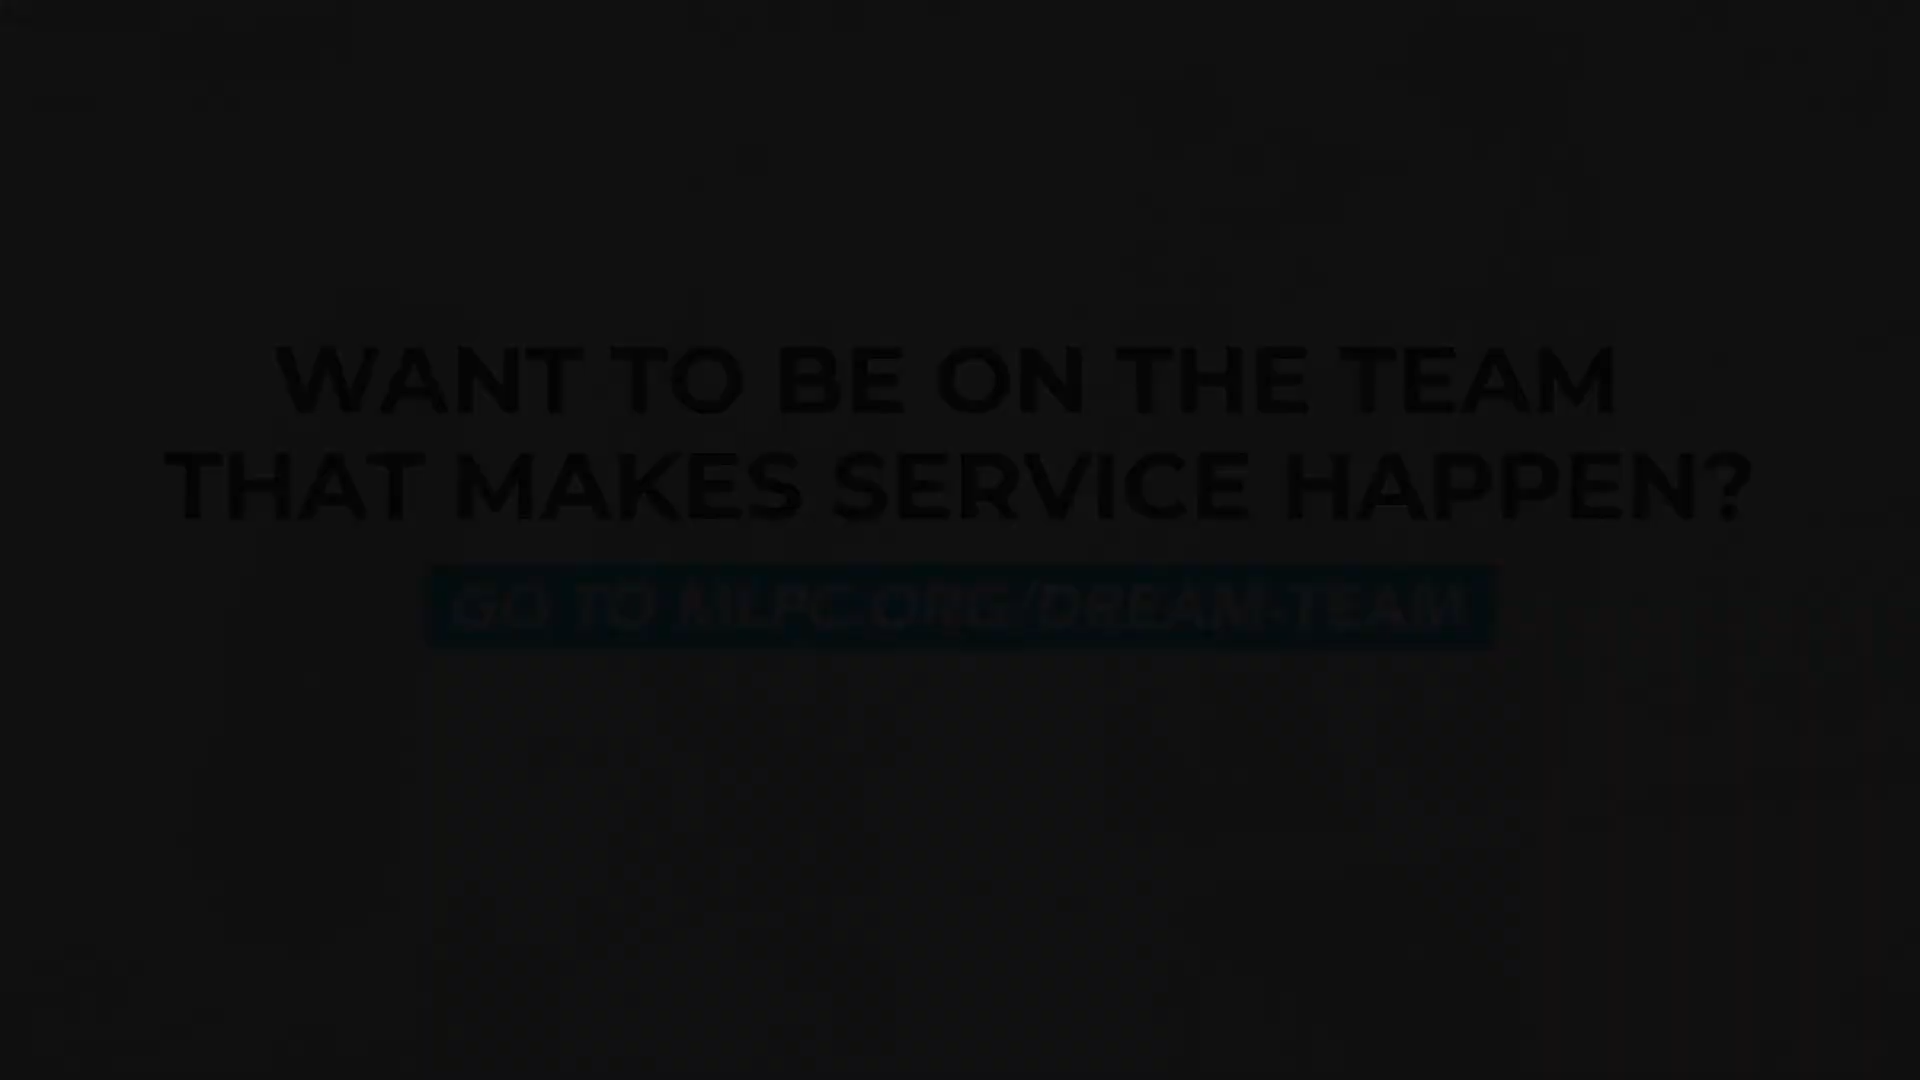 WANT TO BE ON THE TEAM
THAT MAKES SERVICE HAPPEN?
GO TO MLPC.ORG/DREAM-TEAM